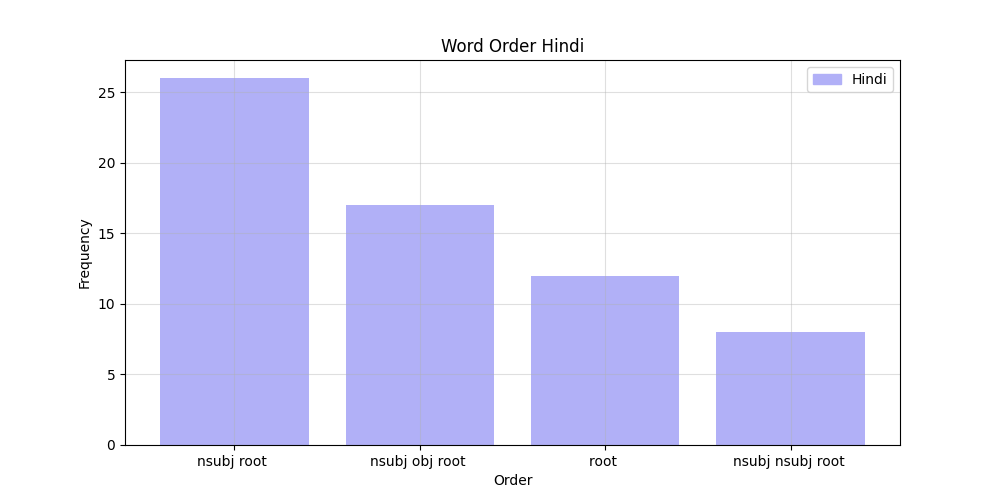 Word Order Hindi
Hindi
25
20
15
10
5
0
Frequency
nsubj root
nsubj obj root
root
nsubj nsubj root
Order